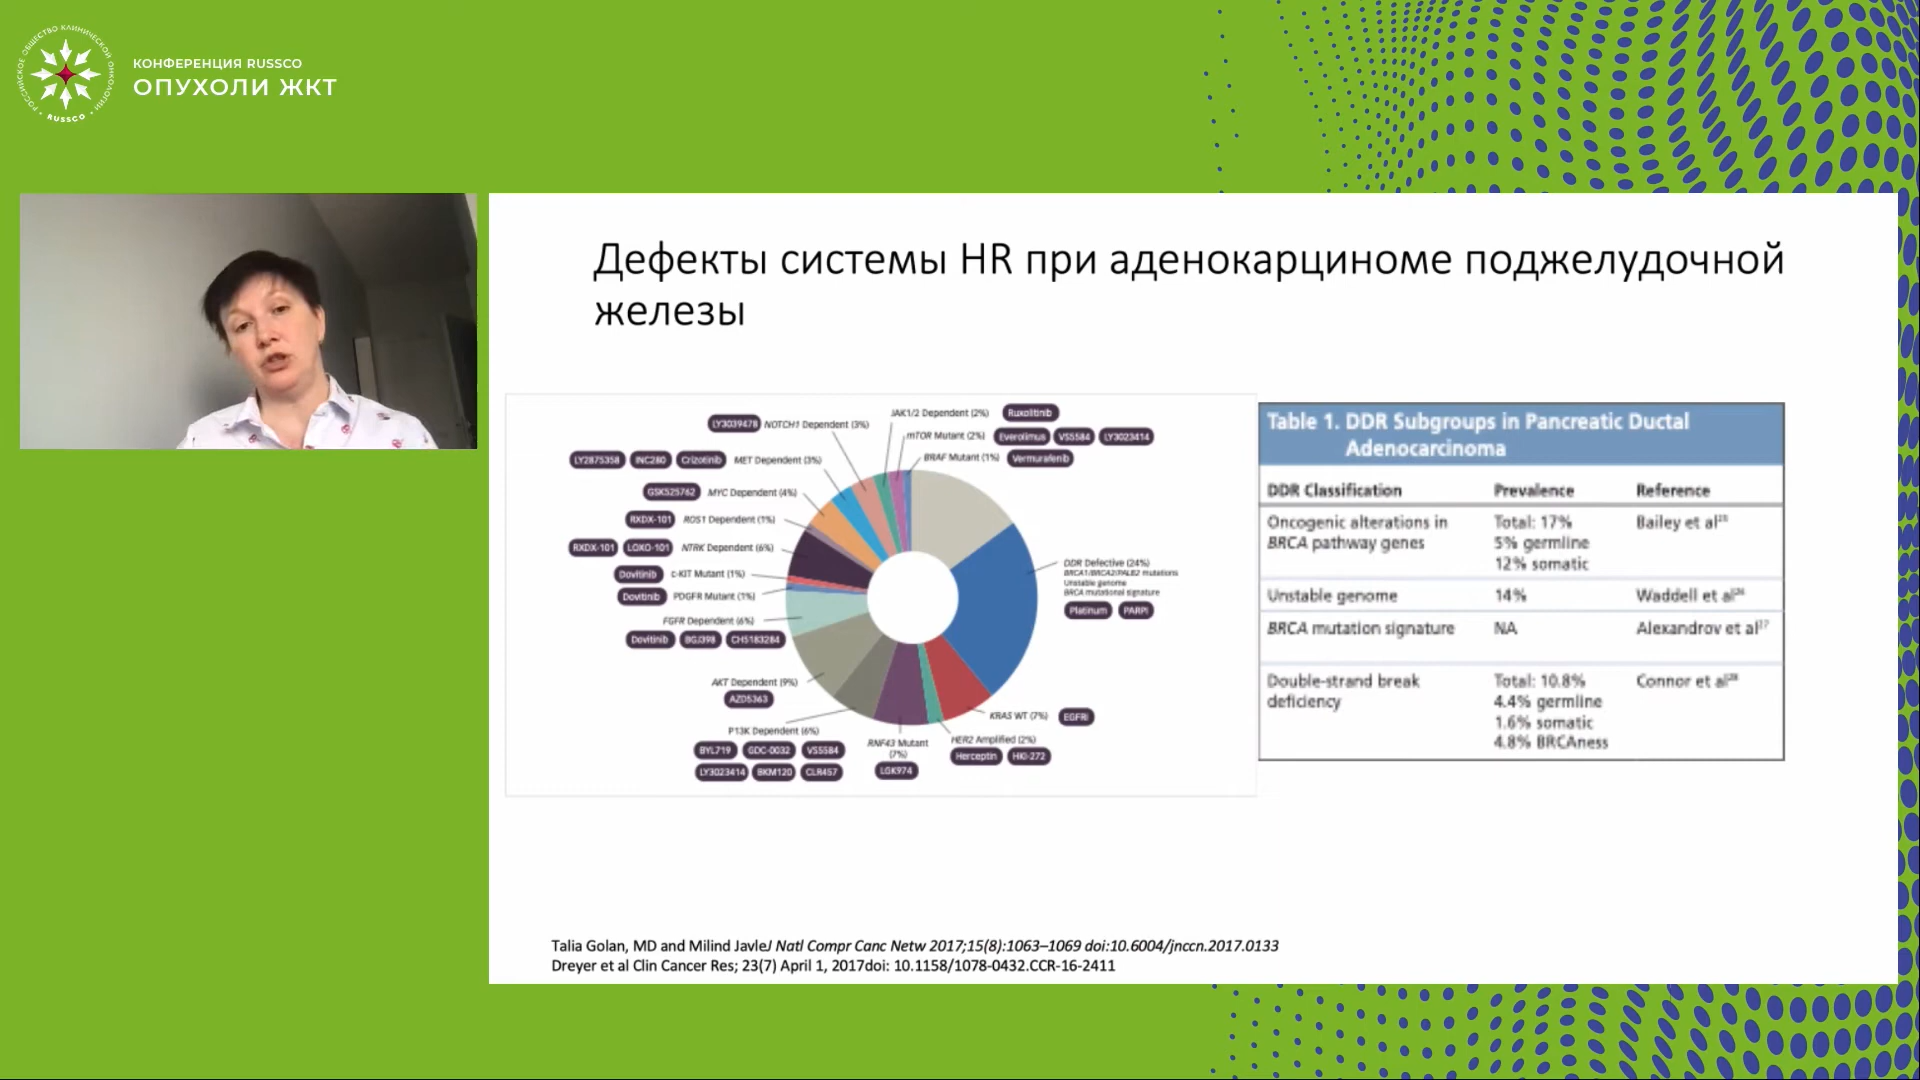 РОССИЙСКОЕ ОБЩЕСТВО КЛИНИЧЕСКОЙ ОНКОЛОГИИ
• RUSSCO •
КОНФЕРЕНЦИЯ RUSSCO
ОПУХОЛИ ЖКТ
Дефекты системы HR при аденокарциноме поджелудочной
железы
JAK1/2 Dependent (2%) Ruxolitinib
LY3039478 NOTCH1 Dependent (3%)
mTOR Mutant (2%) Everolimus VS5584 LY3023414
LY2875358 INC280 Crizotinib MET Dependent (3%)
BRAF Mutant (1%) Vermurafenib
GSK525762 MYC Dependent (4%)
RXDX-101 ROS1 Dependent (1%)
RXDX-101 LOXO-101 NTRK Dependent (6%)
DDR Defective (24%)
BRCA1/BRCA2/PALB2 mutations
Unstable genome
BRCA mutational signature
Platinum PARPi
Dovitinib c-KIT Mutant (1%)
Dovitinib PDGFR Mutant (1%)
FGFR Dependent (6%)
Dovitinib BGJ398 CH5183284
AKT Dependent (9%)
AZD5363
KRAS WT (7%) EGFRi
P13K Dependent (6%)
BYL719 GDC-0032 VS5584
LY3023414 BKM120 CLR457
RNF43 Mutant
(7%)
LGK974
HER2 Amplified (2%)
Herceptin HKI-272
Table 1. DDR Subgroups in Pancreatic Ductal
Adenocarcinoma
DDR Classification Prevalence Reference
Oncogenic alterations in Total: 17% Bailey et al
BRCA pathway genes 5% germline
12% somatic
Unstable genome 14% Waddell et al
BRCA mutation signature NA Alexandrov et al
Double-strand break Total: 10.8% Connor et al
deficiency 4.4% germline
1.6% somatic
4.8% BRCAness
Talia Golan, MD and Milind JavleJ Natl Compr Canc Netw 2017;15(8):1063–1069 doi:10.6004/jnccn.2017.0133
Dreyer et al Clin Cancer Res; 23(7) April 1, 2017doi: 10.1158/1078-0432.CCR-16-2411